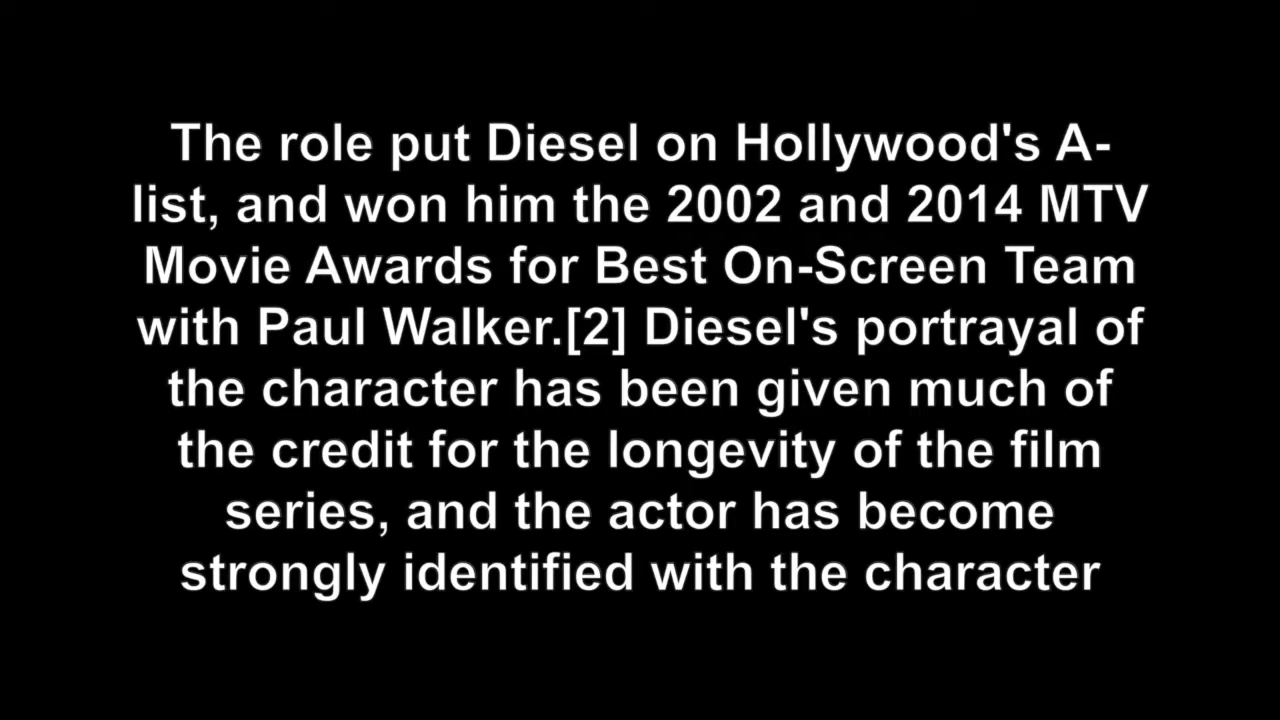 The role put Diesel on Hollywood's A-
list, and won him the 2002 and 2014 MTV
Movie Awards for Best On-Screen Team
with Paul Walker.[2] Diesel's portrayal of
the character has been given much of
the credit for the longevity of the film
series, and the actor has become
strongly identified with the character